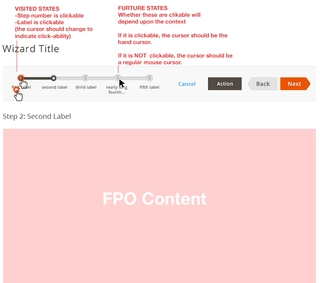 VISITED STATES
-Step number is clickable
-Label is clickable
(the cursor should change to
indicate click-ability)
FURTURE STATES
Whether these are clikable will
depend upon the context
If it is clickable, the cursor should be the
hand cursor.
If it is NOT clickable, the cursor should be
a regular mouse cursor.
Wizard Title
label
second label
third label
really long
fourth...
fifth label
Cancel
Action
Back
Next
Step 2: Second Label
FPO Content